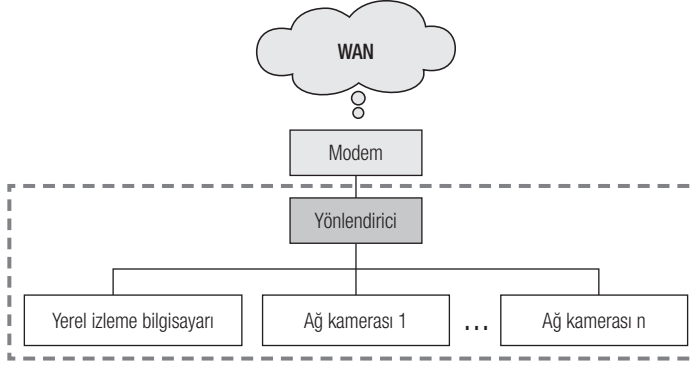 WAN
Modem
Yönlendirici
Yerel izleme bilgisayarı
Ağ kamerası 1
...
Ağ kamerası n